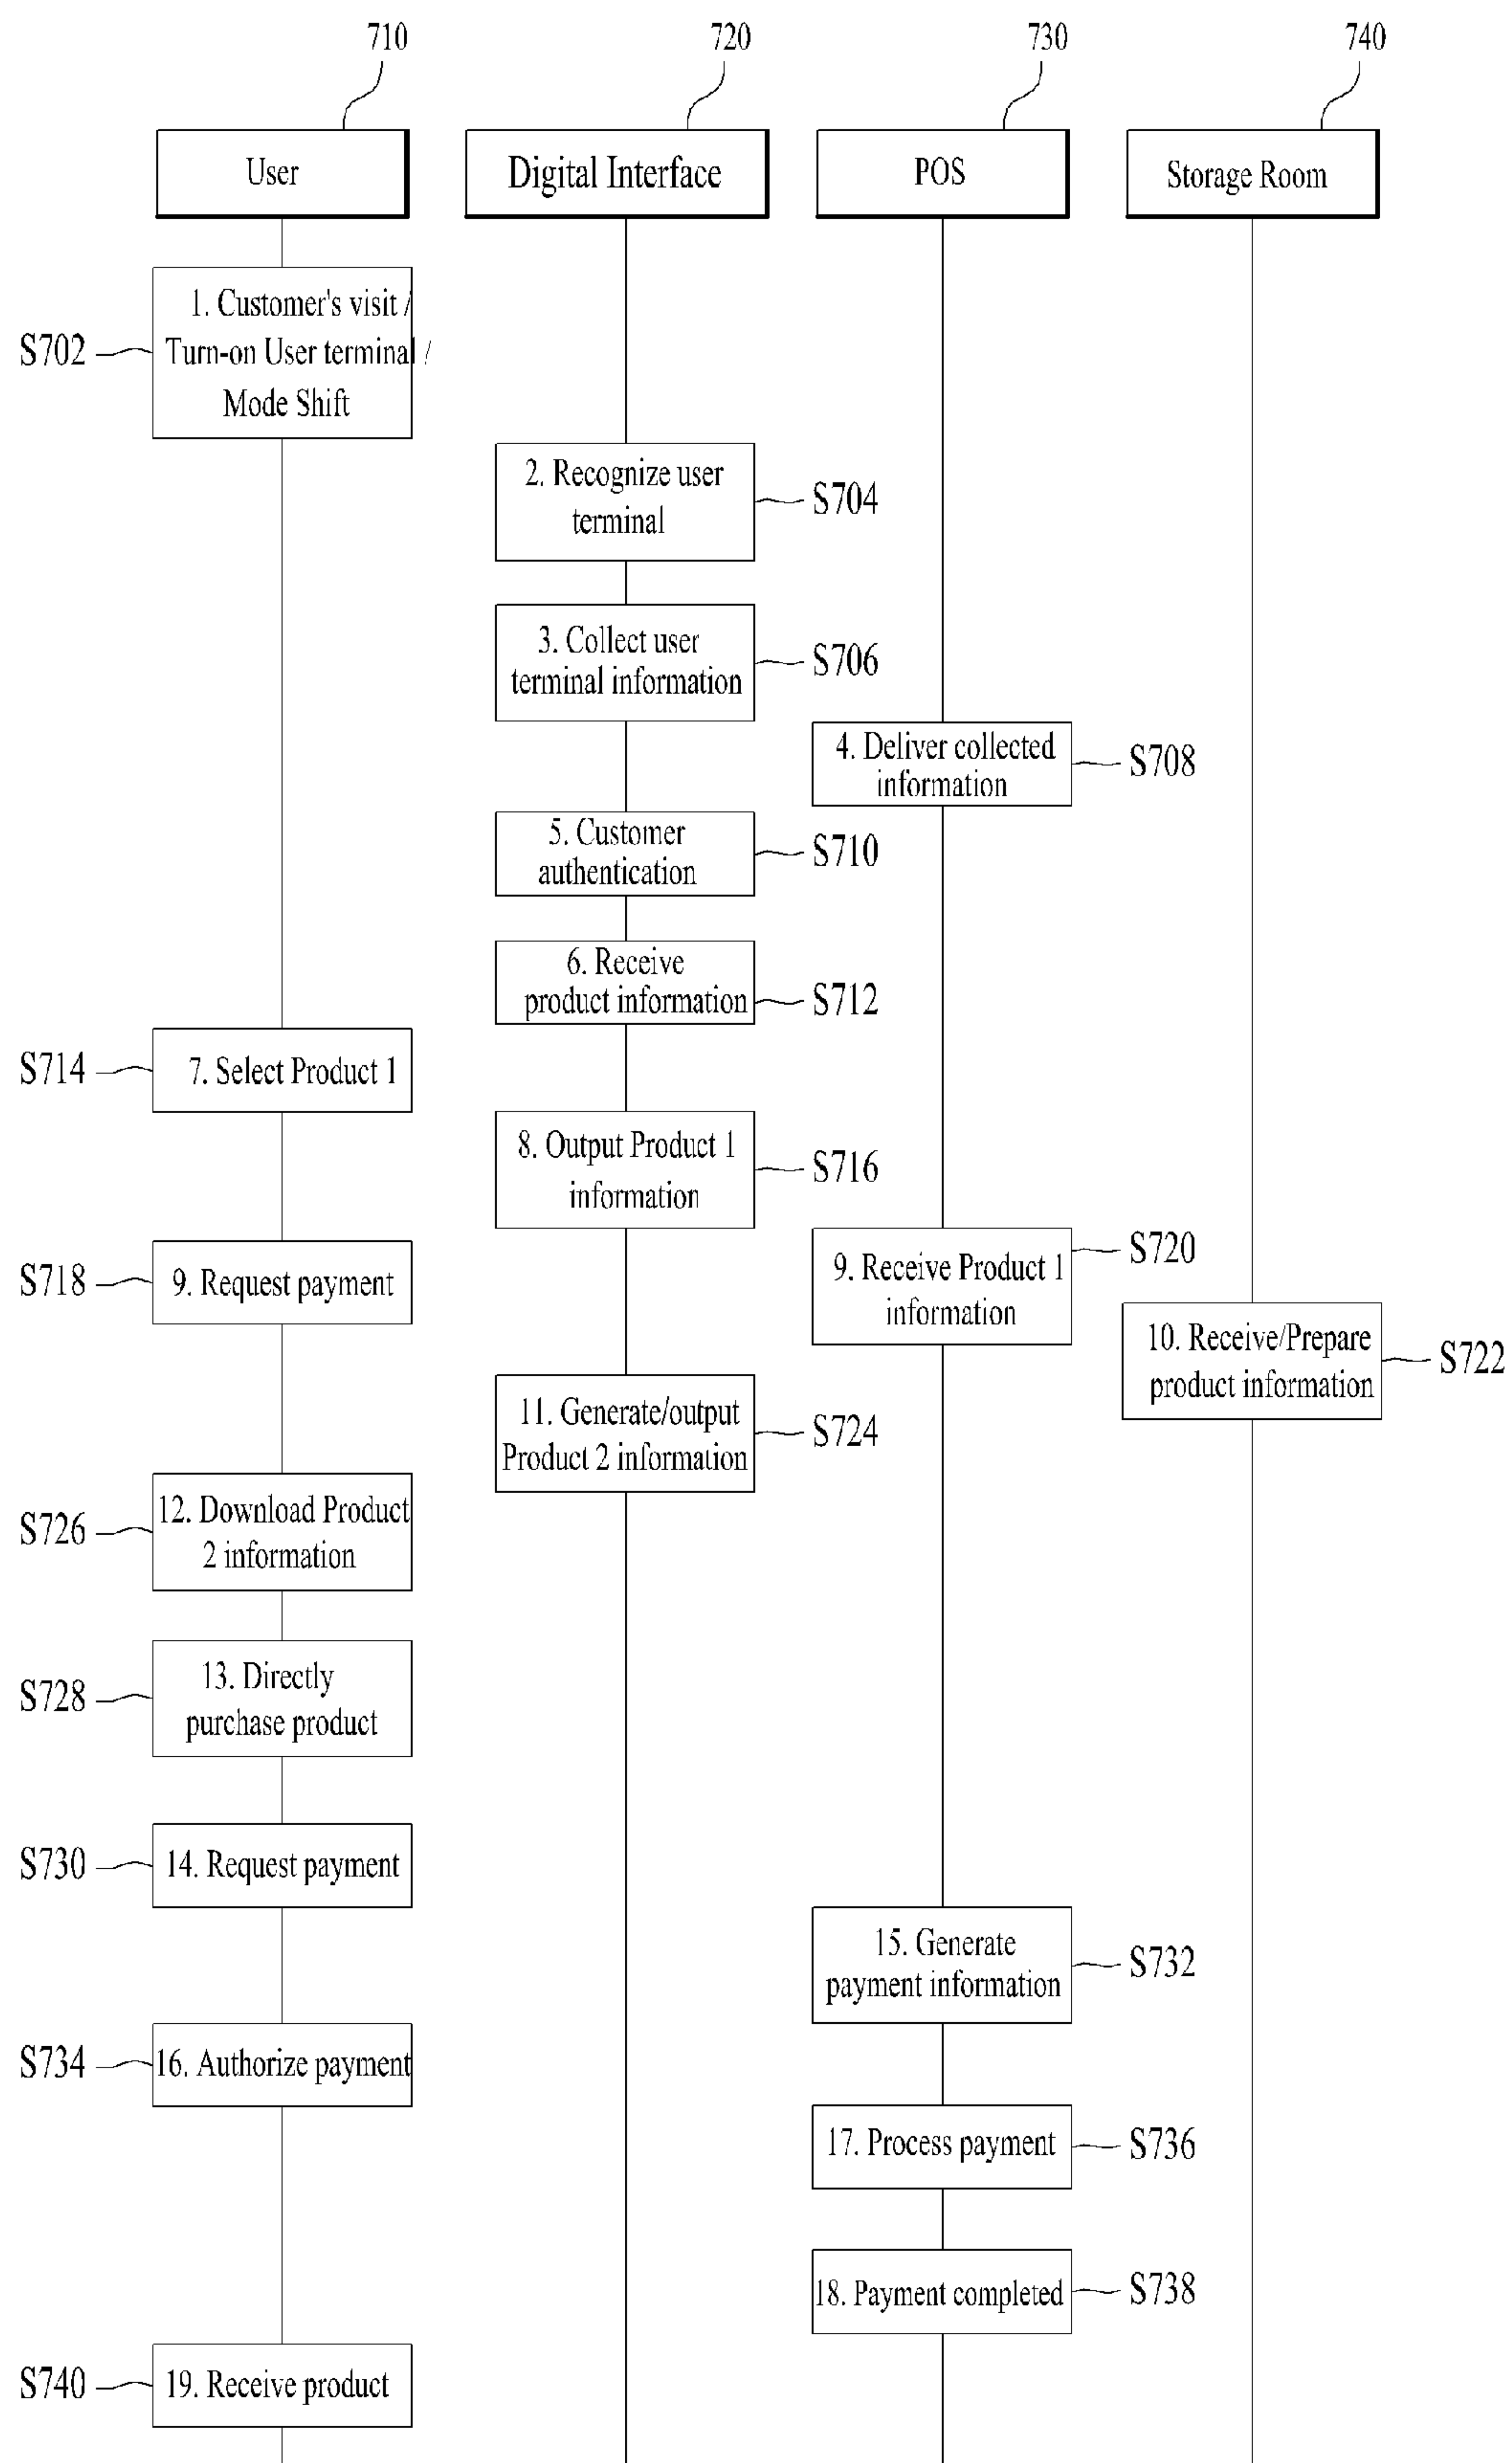 710
720
730
740
User
Digital Interface
POS
Storage Room
1. Customer's visit /
Turn-on User terminal /
Mode Shift
S702
2. Recognize user
terminal
S704
3. Collect user
terminal information
S706
4. Deliver collected
information
S708
5. Customer
authentication
S710
6. Receive
product information
S712
S714
7. Select Product 1
8. Output Product 1
information
S716
S718
9. Request payment
9. Receive Product 1
information
S720
10. Receive/Prepare
product information
S722
11. Generate/output
Product 2 information
S724
12. Download Product
2 information
S726
13. Directly
purchase product
S728
S730
14. Request payment
15. Generate
payment information
S732
S734
16. Authorize payment
17. Process payment
S736
18. Payment completed
S738
S740
19. Receive product